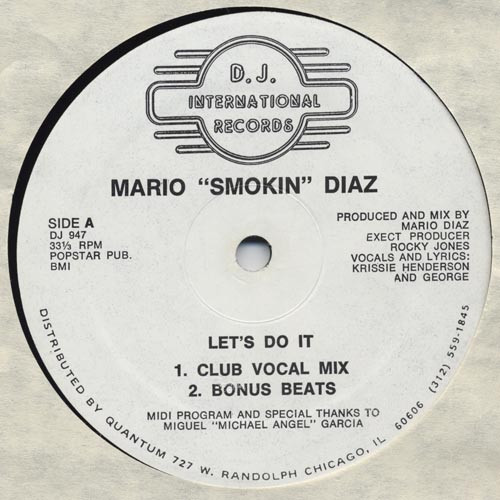 D.J.
INTERNATIONAL
RECORDS
MARIO “SMOKIN” DIAZ
SIDE A
DJ 947
33⅓ RPM
POPSTAR PUB.
BMI
PRODUCED AND MIX BY
MARIO DIAZ
EXECT PRODUCER
ROCKY JONES
VOCALS AND LYRICS:
KRISSIE HENDERSON
AND GEORGE
LET'S DO IT
1. CLUB VOCAL MIX
2. BONUS BEATS
MIDI PROGRAM AND SPECIAL THANKS TO
MIGUEL "MICHAEL ANGEL" GARCIA
DISTRIBUTED BY QUANTUM 727 W. RANDOLPH CHICAGO, IL 60606 (312) 559-1845